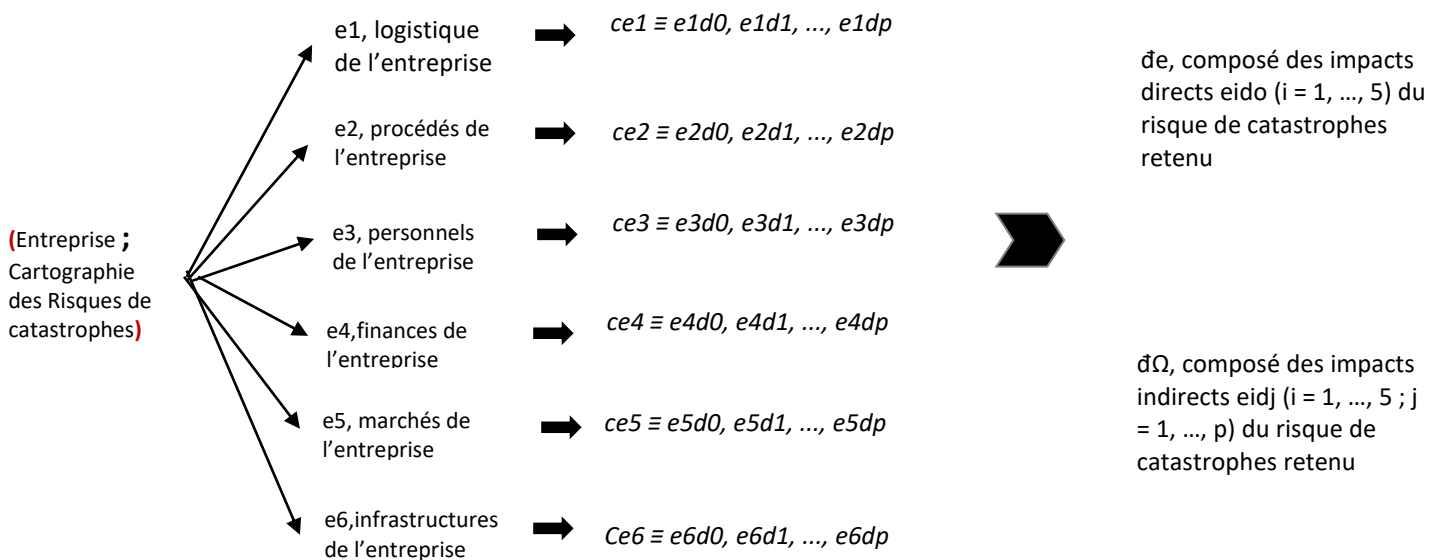 (Entreprise ;
Cartographie
des Risques de
catastrophes)
e1, logistique
de l’entreprise
ce1 ≡ e1d0, e1d1, ..., e1dp
e2, procédés de
l’entreprise
ce2 ≡ e2d0, e2d1, ..., e2dp
e3, personnels
de l’entreprise
ce3 ≡ e3d0, e3d1, ..., e3dp
e4,finances de
l’entreprise
ce4 ≡ e4d0, e4d1, ..., e4dp
e5, marchés de
l’entreprise
ce5 ≡ e5d0, e5d1, ..., e5dp
e6,infrastructures
de l’entreprise
Ce6 ≡ e6d0, e6d1, ..., e6dp
đe, composé des impacts
directs eido (i = 1, …, 5) du
risque de catastrophes
retenu
đΩ, composé des impacts
indirects eidj (i = 1, …, 5 ; j
= 1, …, p) du risque de
catastrophes retenu